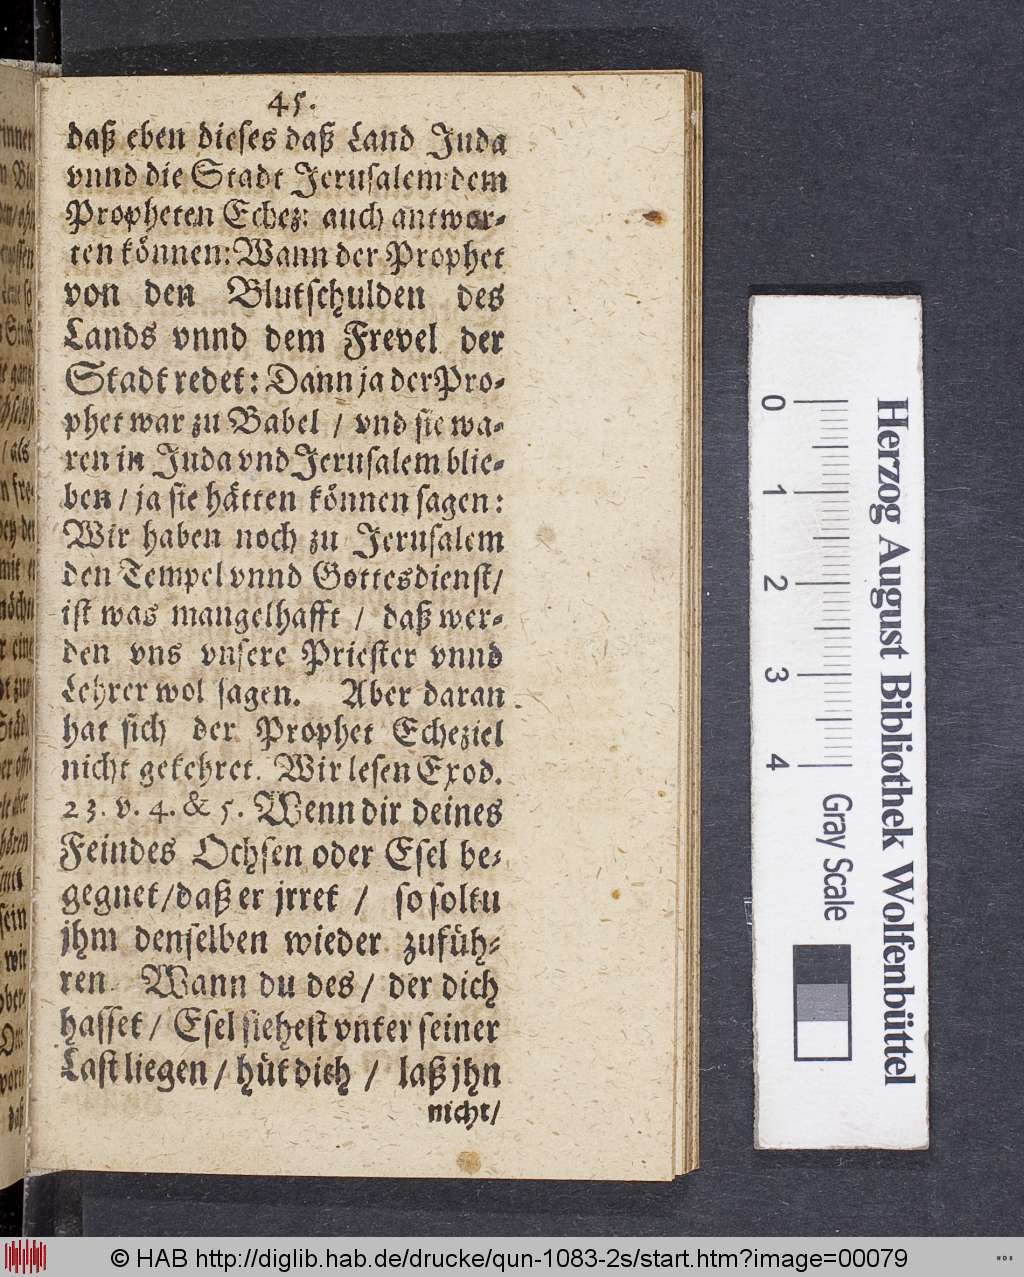 45.
daß eben dieses daß Land Juda
vnnd die Stadt Jerusalem dem
Propheten Echez: auch antwor-
ten können: Wann der Prophet
von den Blutschulden des
Lands vnnd dem Frevel der
Stadt redet: Dann ja der Pro-
phet war zu Babel / vnd sie wa-
ren in Juda vnd Jerusalem blie-
ben / ja sie hätten können sagen:
Wir haben noch zu Jerusalem
den Tempel vnnd Gottesdienst/
ist was mangelhafft / daß wer-
den vns vnsere Priester vnnd
Lehrer wol sagen. Aber daran
hat sich der Prophet Echeziel
nicht gekehret. Wir lesen Exod.
23. v. 4. & 5. Wenn dir deines
Feindes Ochsen oder Esel be-
gegnet/daß er jrret / so soltu
jhm denselben wieder zufüh-
ren. Wann du des / der dich
hasset / Esel siehest vnter seiner
Last liegen / hüt dich / laß jhn
nicht/
0
1
2
3
4
Gray Scale
Herzog August Bibliothek Wolfenbüttel
© HAB http://diglib.hab.de/drucke/qun-1083-2s/start.htm?image=00079